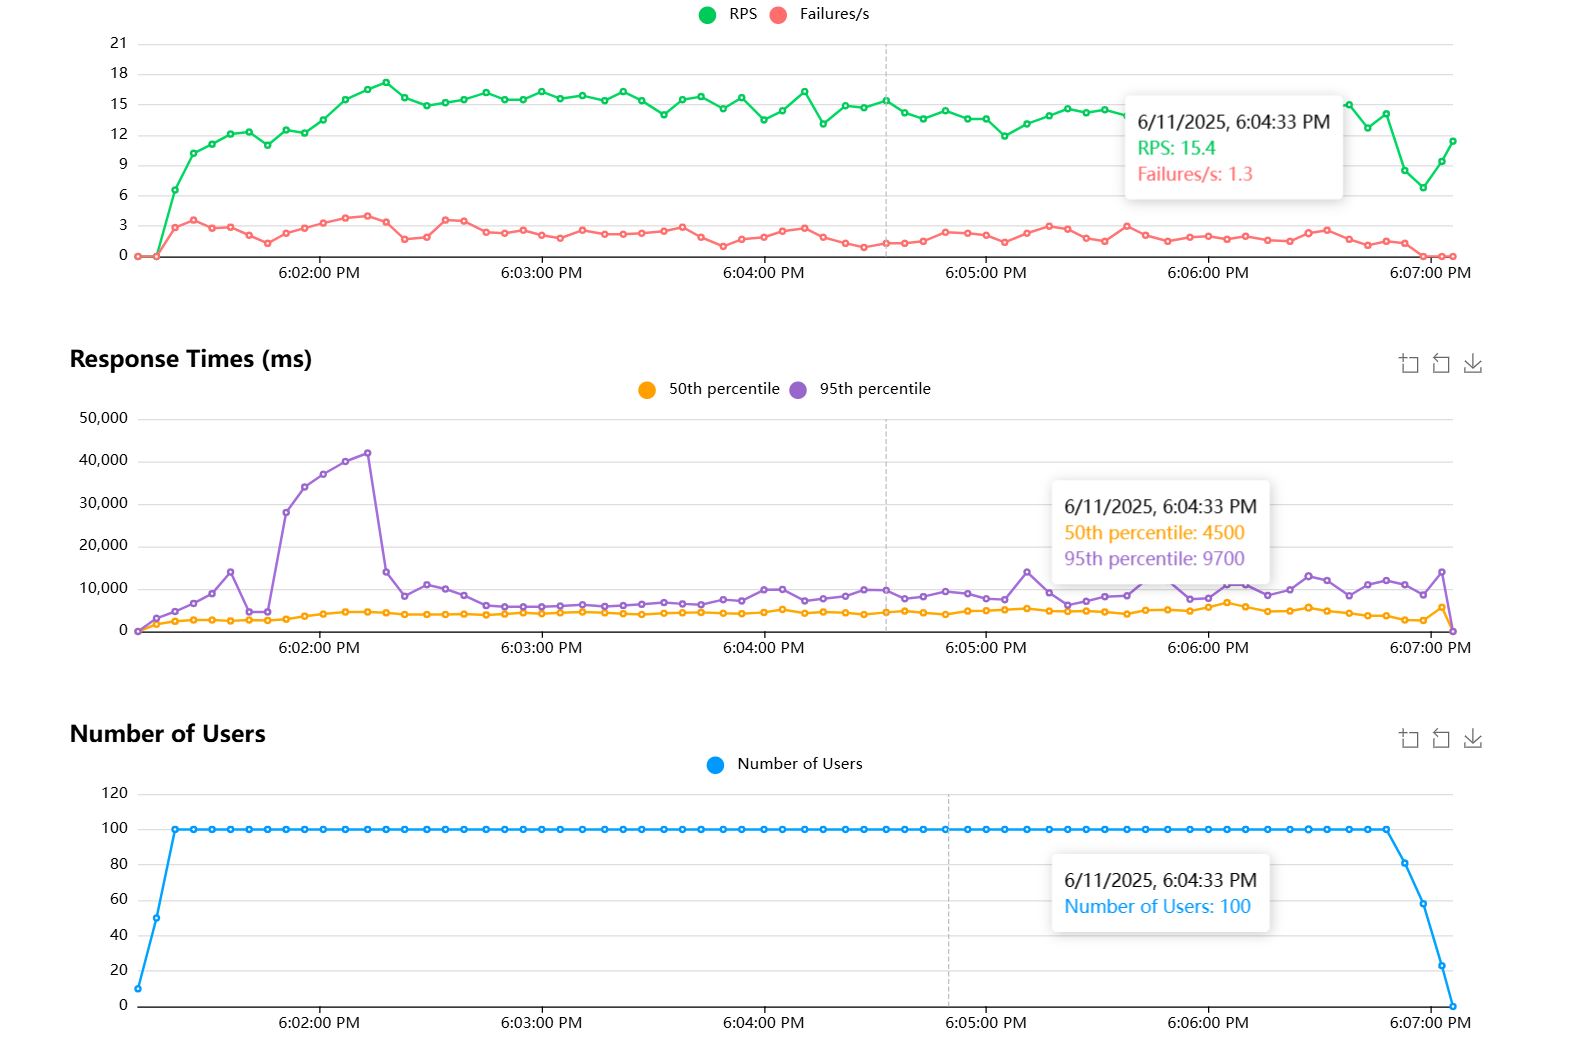 RPS Failures/s
21
18
15
12
9
6
3
0
6:02:00 PM 6:03:00 PM 6:04:00 PM 6:05:00 PM 6:06:00 PM 6:07:00 PM
6/11/2025, 6:04:33 PM
RPS: 15.4
Failures/s: 1.3
Response Times (ms)
50th percentile 95th percentile
50,000
40,000
30,000
20,000
10,000
0
6:02:00 PM 6:03:00 PM 6:04:00 PM 6:05:00 PM 6:06:00 PM 6:07:00 PM
6/11/2025, 6:04:33 PM
50th percentile: 4500
95th percentile: 9700
Number of Users
Number of Users
120
100
80
60
40
20
0
6:02:00 PM 6:03:00 PM 6:04:00 PM 6:05:00 PM 6:06:00 PM 6:07:00 PM
6/11/2025, 6:04:33 PM
Number of Users: 100